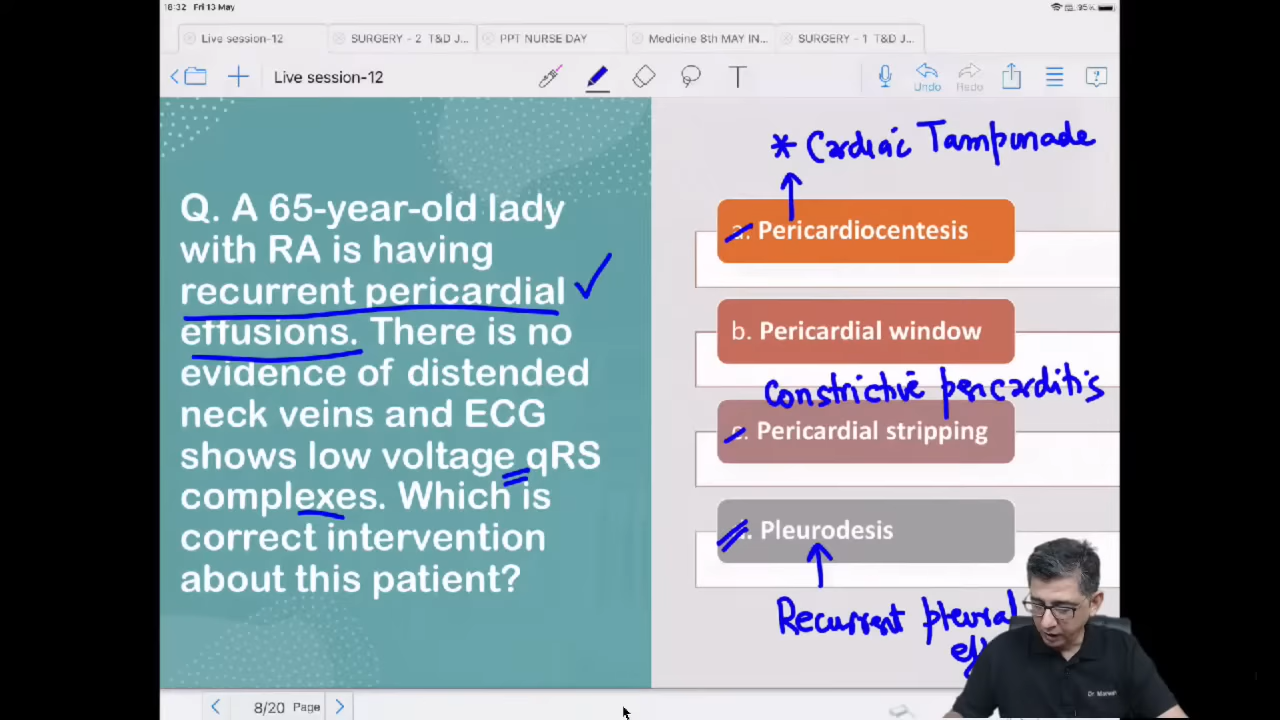 18:32 Fri 13 May
95%
Live session-12
SURGERY - 2 T&D J...
PPT NURSE DAY
Medicine 8th MAY IN...
SURGERY - 1 T&D J...
Live session-12
T
Undo
Redo
?
* Cardiac Tamponade
Q. A 65-year-old lady
with RA is having
recurrent pericardial
effusions. There is no
evidence of distended
neck veins and ECG
shows low voltage qRS
complexes. Which is
correct intervention
about this patient?
a. Pericardiocentesis
b. Pericardial window
Constrictive pericarditis
c. Pericardial stripping
d. Pleurodesis
Recurrent pleural
8/20 Page